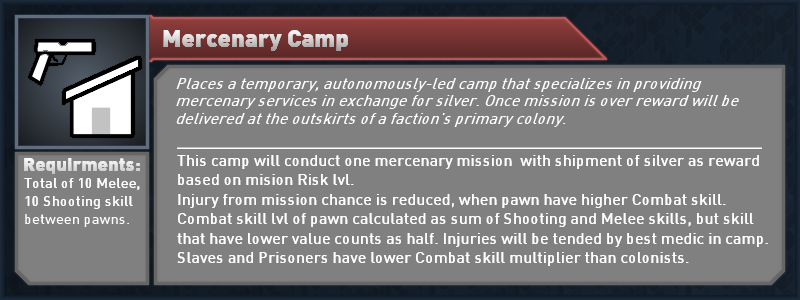 Mercenary Camp
Places a temporary, autonomously-led camp that specializes in providing
mercenary services in exchange for silver. Once mission is over reward will be
delivered at the outskirts of a faction's primary colony.
Requirments:
Total of 10 Melee,
10 Shooting skill
between pawns.
This camp will conduct one mercenary mission with shipment of silver as reward
based on mision Risk lvl.
Injury from mission chance is reduced, when pawn have higher Combat skill.
Combat skill lvl of pawn calculated as sum of Shooting and Melee skills, but skill
that have lower value counts as half. Injuries will be tended by best medic in camp.
Slaves and Prisoners have lower Combat skill multiplier than colonists.